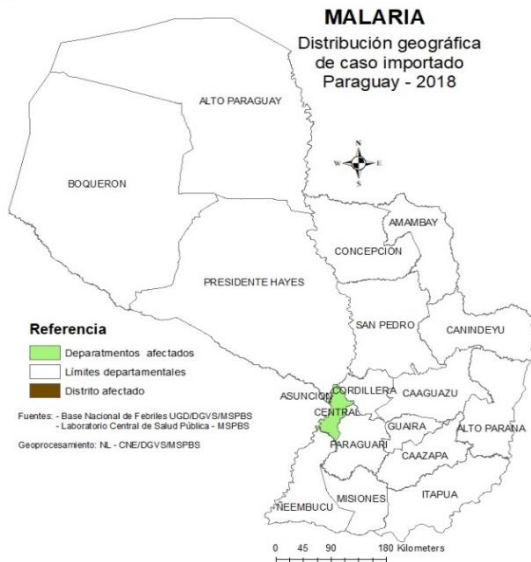 MALARIA
Distribución geográfica
de caso importado
Paraguay - 2018
ALTO PARAGUAY
N
W E
S
BOQUERON
AMAMBAY
CONCEPCION
PRESIDENTE HAYES
SAN PEDRO
CANINDEYU
Referencia
Deparatmentos afectados
Límites departamentales
Distrito afectado
ASUNCION
CORDILLERA
CAAGUAZU
CENTRAL
GUAIRA
ALTO PARANA
PARAGUARI
CAAZAPA
Fuentes: - Base Nacional de Febriles UGD/DGVS/MSPBS
- Laboratorio Central de Salud Pública - MSPBS
Geoprocesamiento: NL - CNE/DGVS/MSPBS
MISIONES
ITAPUA
NEEMBUCU
0 45 90 180 Kilometers